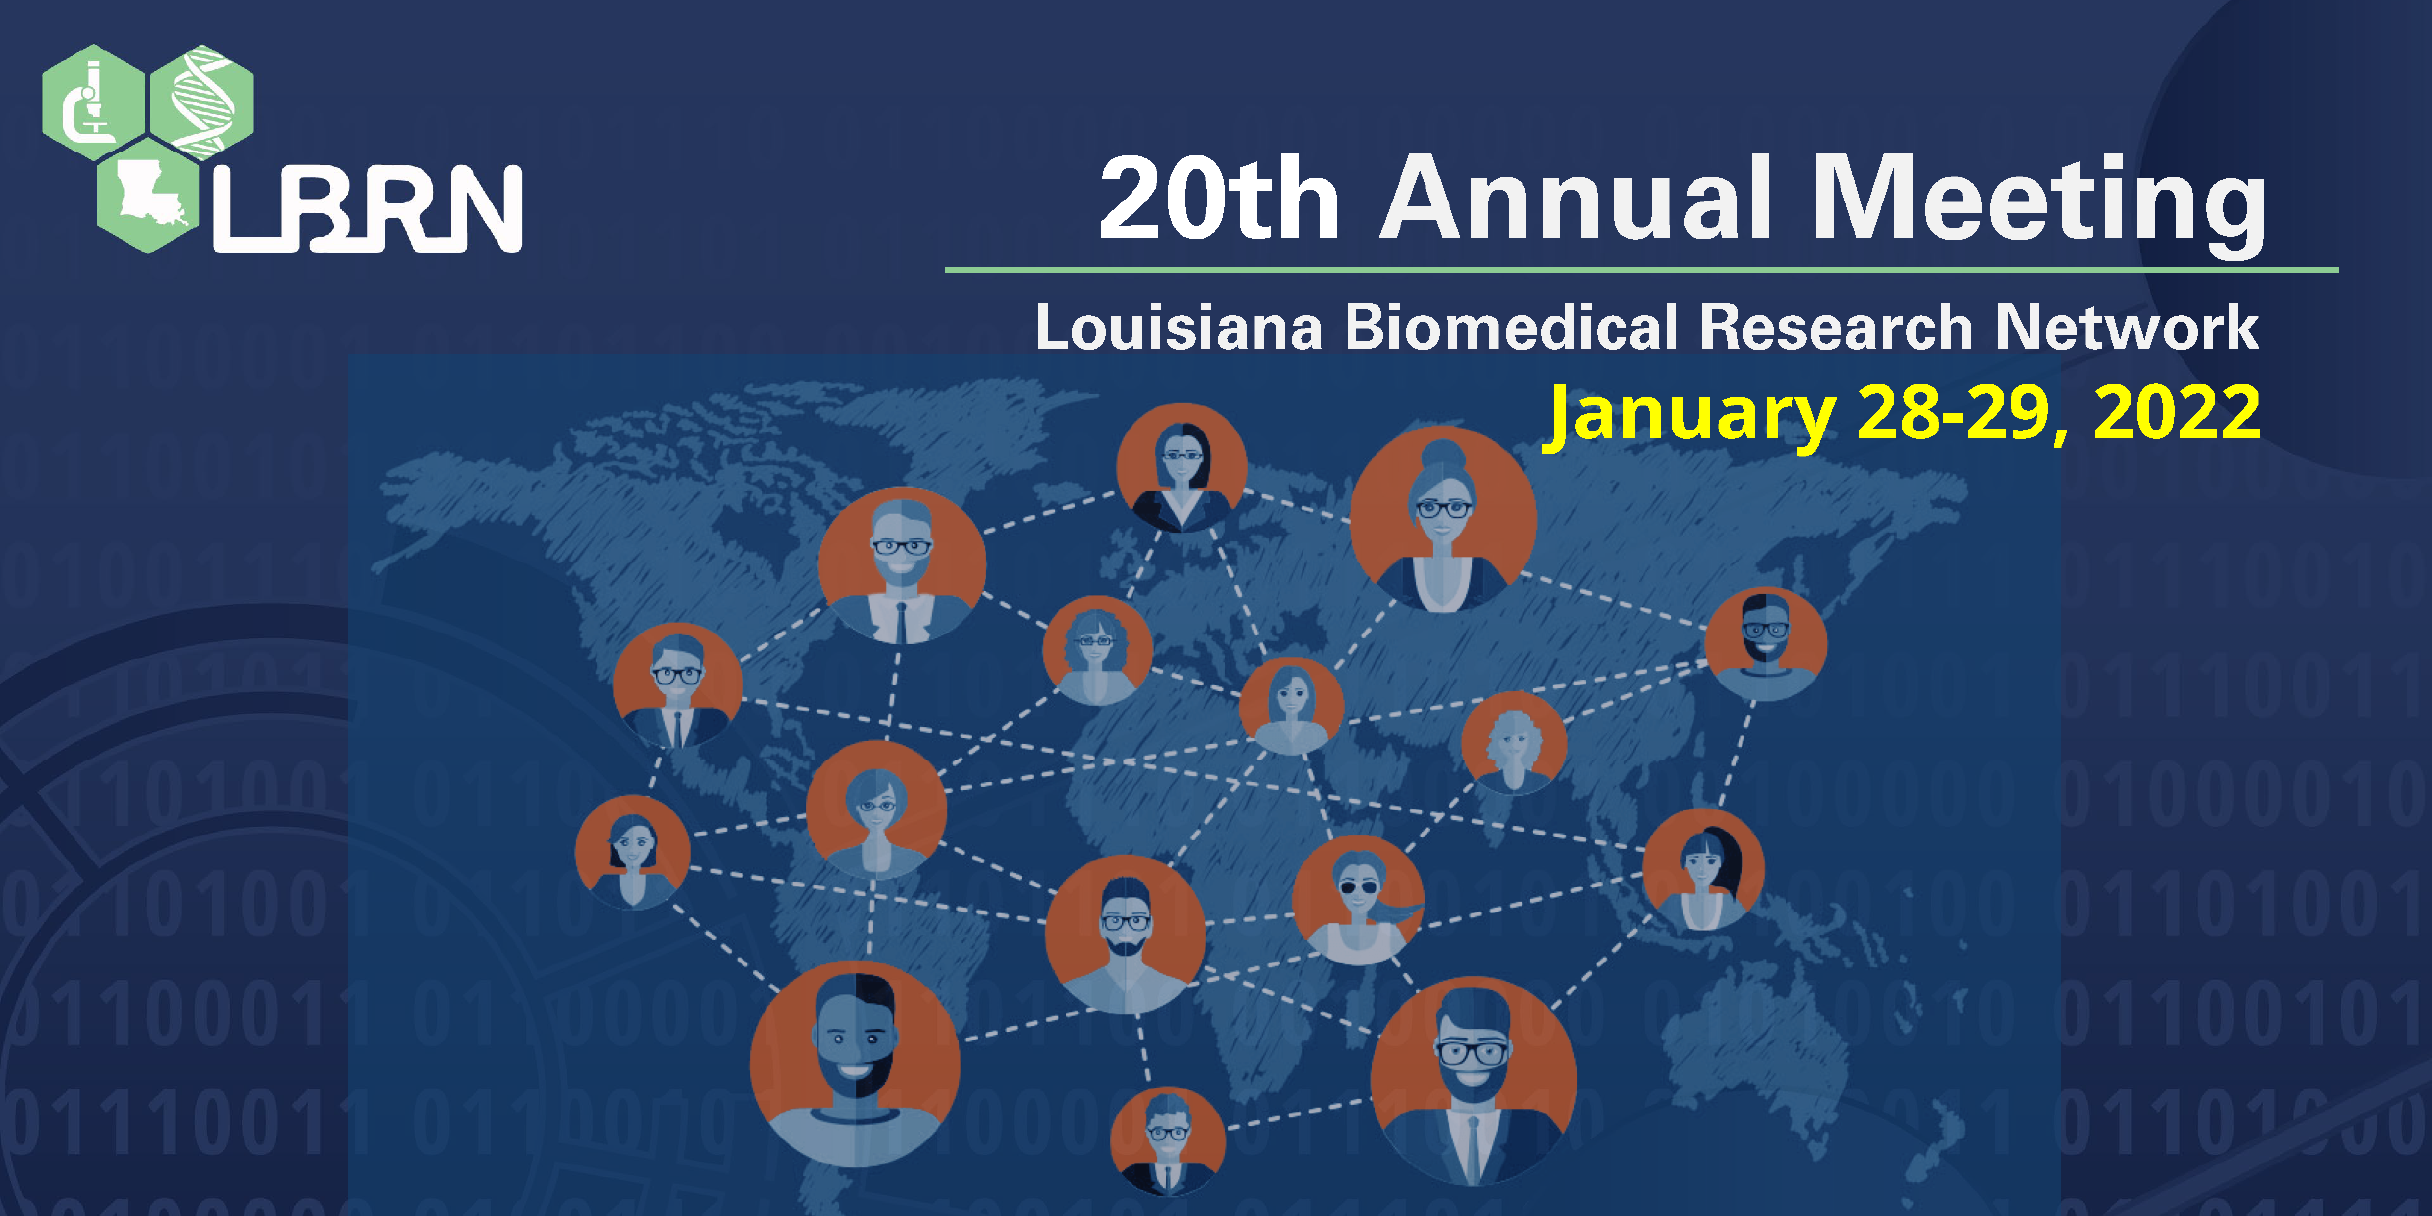 LBRN
20th Annual Meeting
Louisiana Biomedical Research Network
January 28-29, 2022